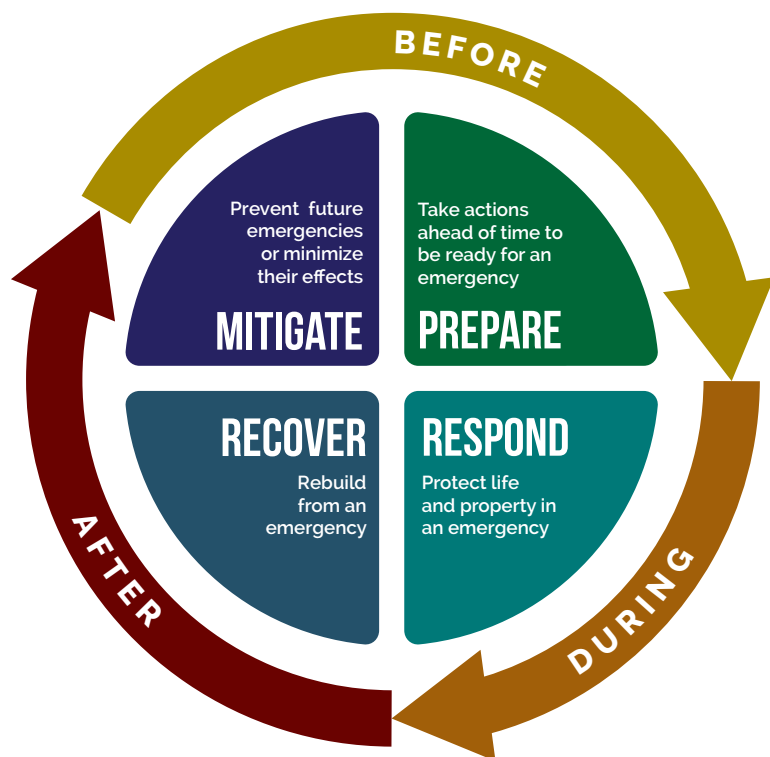 BEFORE
Prevent future
emergencies
or minimize
their effects
MITIGATE
Take actions
ahead of time to
be ready for an
emergency
PREPARE
RECOVER
Rebuild
from an
emergency
RESPOND
Protect life
and property in
an emergency
AFTER
DURING